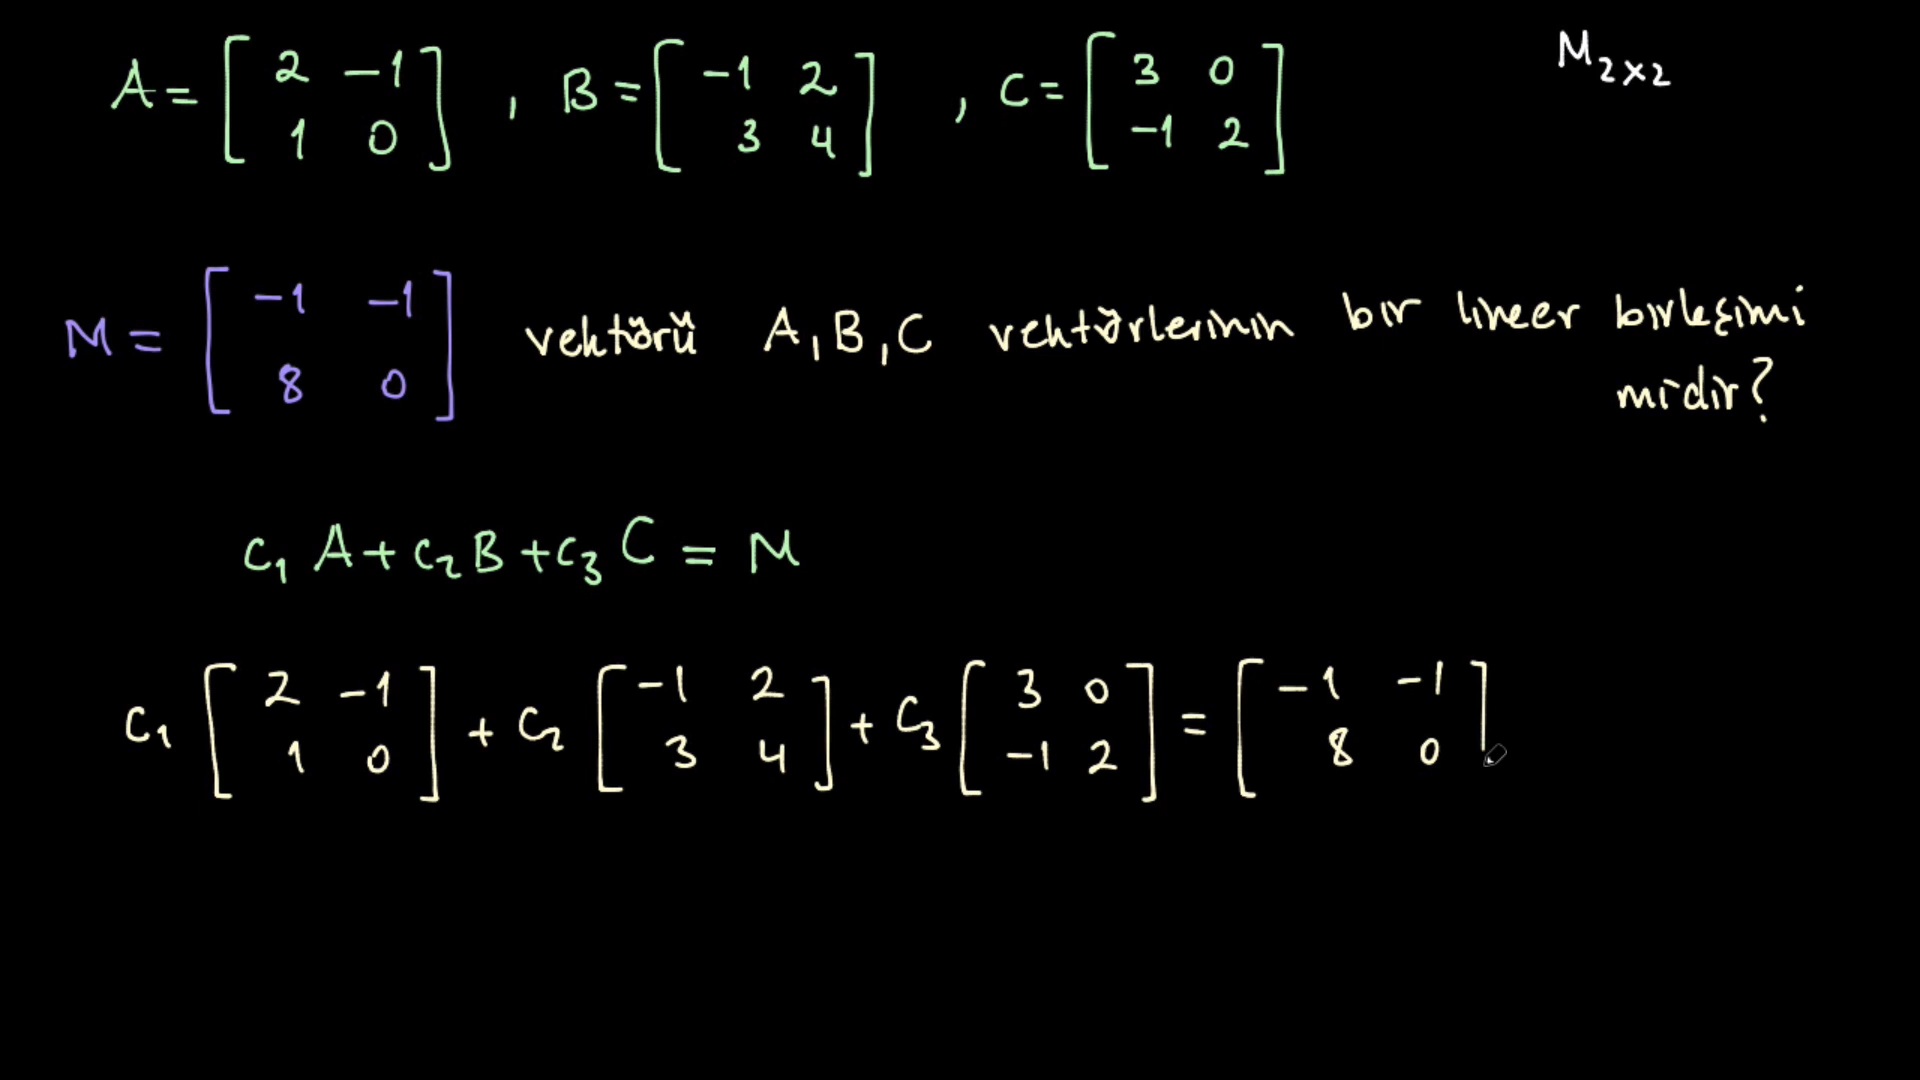 A = [ 2 -1 ; 1 0 ] , B = [ -1 2 ; 3 4 ] , C = [ 3 0 ; -1 2 ] M₂ₓ₂
M = [ -1 -1 ; 8 0 ] vektörü A, B, C vektörlerinin bir lineer birleşimi
midir?
c₁ A + c₂ B + c₃ C = M
c₁ [ 2 -1 ; 1 0 ] + c₂ [ -1 2 ; 3 4 ] + c₃ [ 3 0 ; -1 2 ] = [ -1 -1 ; 8 0 ]